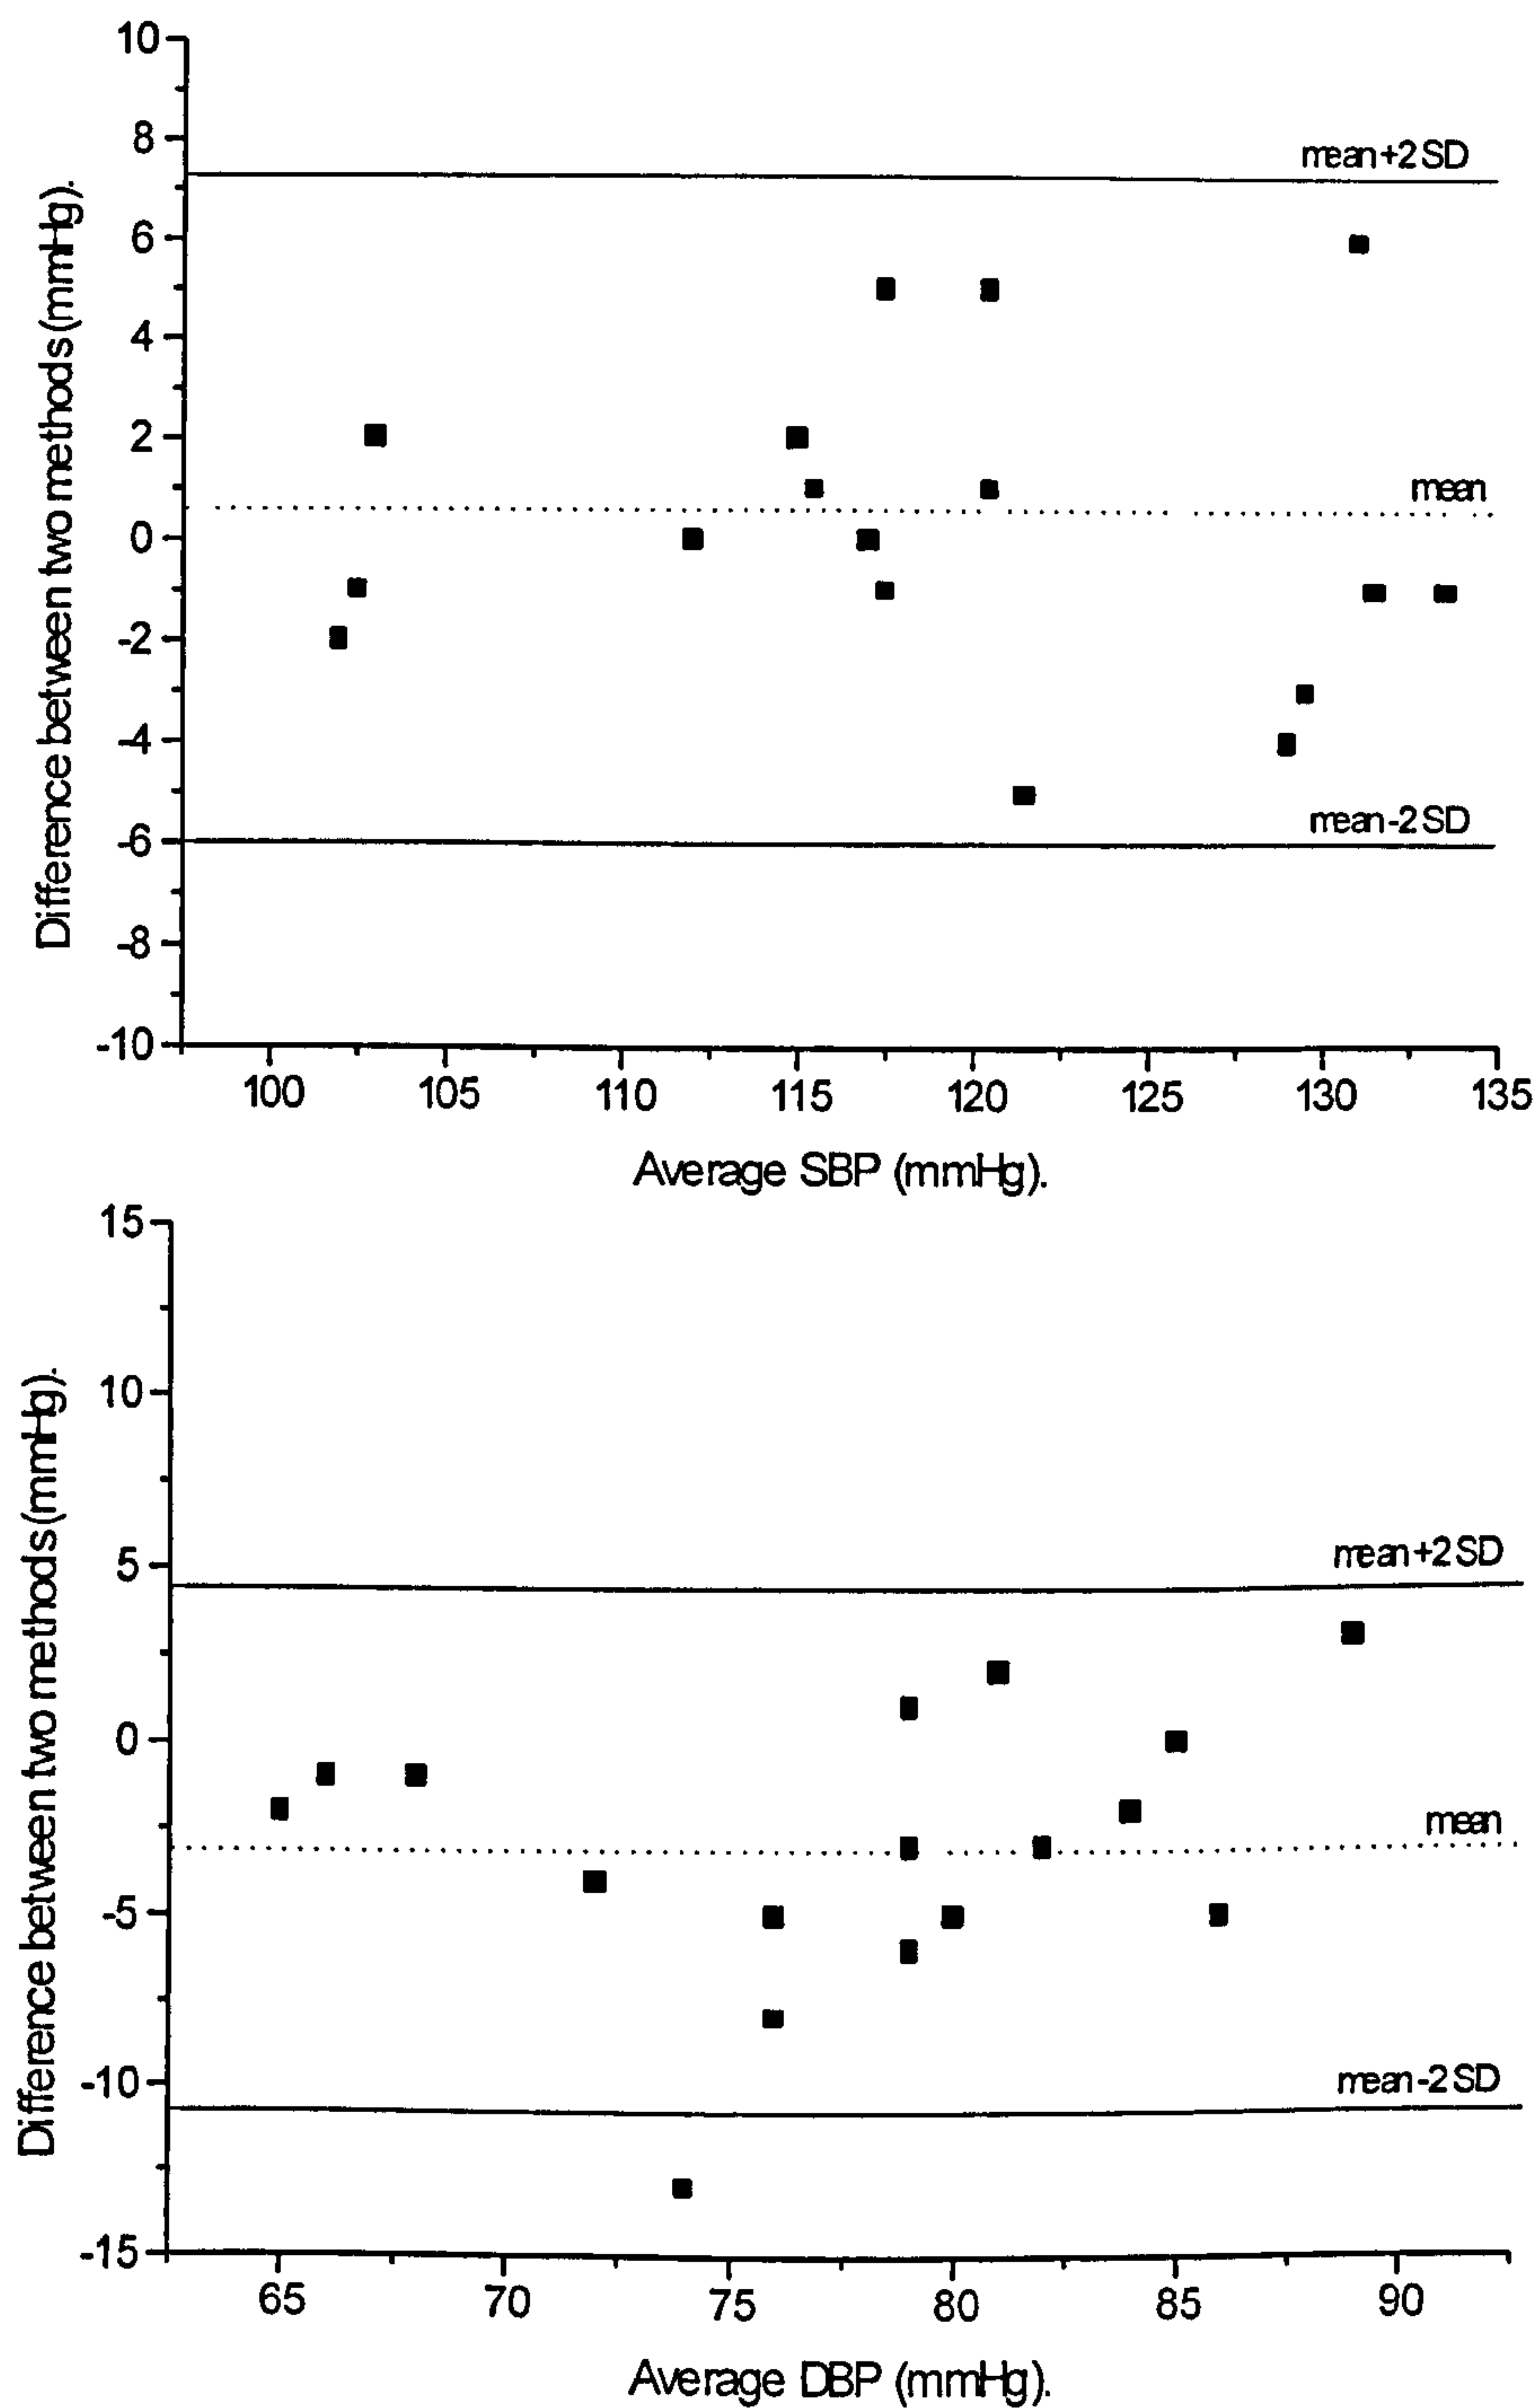 10
8
mean+2SD
6
4
2
mean
0
-2
-4
mean-2SD
-6
-8
-10
100 105 110 115 120 125 130 135
Difference between two methods (mmHg).
Average SBP (mmHg).
15
10
5
mean+2SD
0
mean
-5
-10
mean-2SD
-15
65 70 75 80 85 90
Difference between two methods (mmHg).
Average DBP (mmHg).